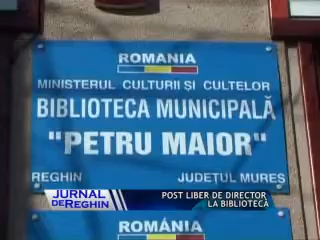 ROMANIA
MINISTERUL CULTURII ȘI CULTELOR
BIBLIOTECA MUNICIPALĂ
"PETRU MAIOR"
REGHIN JUDEȚUL MUREȘ
JURNAL
DE REGHIN
POST LIBER DE DIRECTOR
LA BIBLIOTECĂ
ROMÂNIA